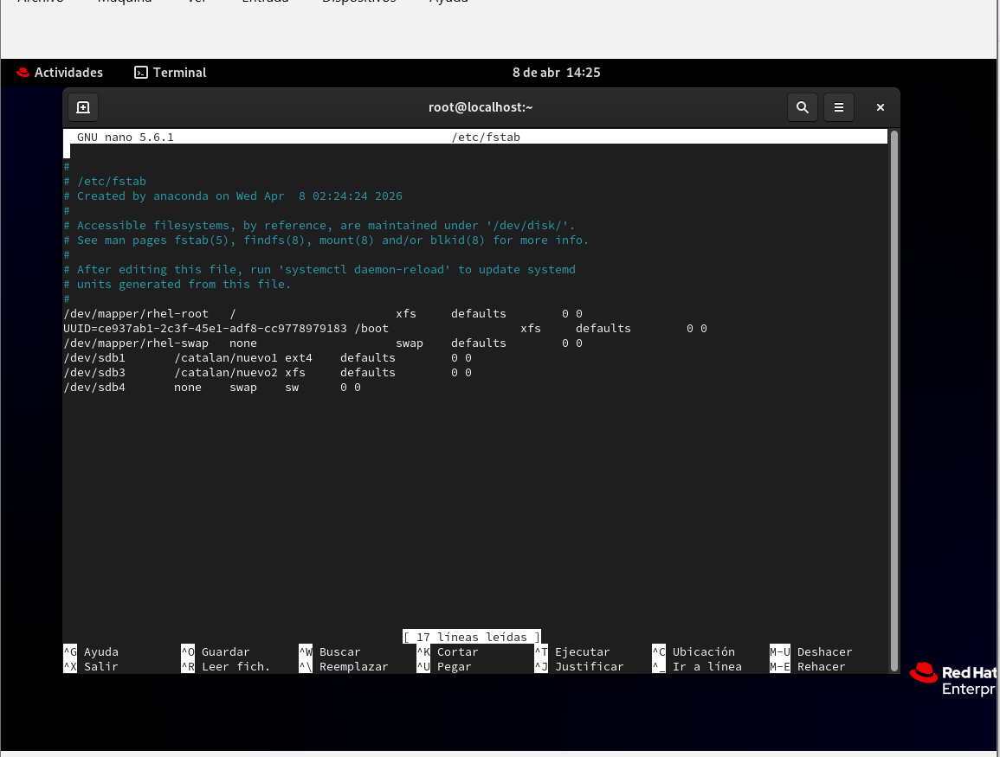 Archivo Máquina Ver Entrada Dispositivos Ayuda
Actividades Terminal 8 de abr 14:25
root@localhost:~
GNU nano 5.6.1 /etc/fstab
#
# /etc/fstab
# Created by anaconda on Wed Apr  8 02:24:24 2026
#
# Accessible filesystems, by reference, are maintained under '/dev/disk/'.
# See man pages fstab(5), findfs(8), mount(8) and/or blkid(8) for more info.
#
# After editing this file, run 'systemctl daemon-reload' to update systemd
# units generated from this file.
#
/dev/mapper/rhel-root / xfs defaults 0 0
UUID=ce937ab1-2c3f-45e1-adf8-cc9778979183 /boot xfs defaults 0 0
/dev/mapper/rhel-swap none swap defaults 0 0
/dev/sdb1 /catalan/nuevo1 ext4 defaults 0 0
/dev/sdb3 /catalan/nuevo2 xfs defaults 0 0
/dev/sdb4 none swap sw 0 0
[ 17 líneas leídas ]
^G Ayuda ^O Guardar ^W Buscar ^K Cortar ^T Ejecutar ^C Ubicación M-U Deshacer
^X Salir ^R Leer fich. ^\ Reemplazar ^U Pegar ^J Justificar ^_ Ir a línea M-E Rehacer
Red Hat
Enterpr